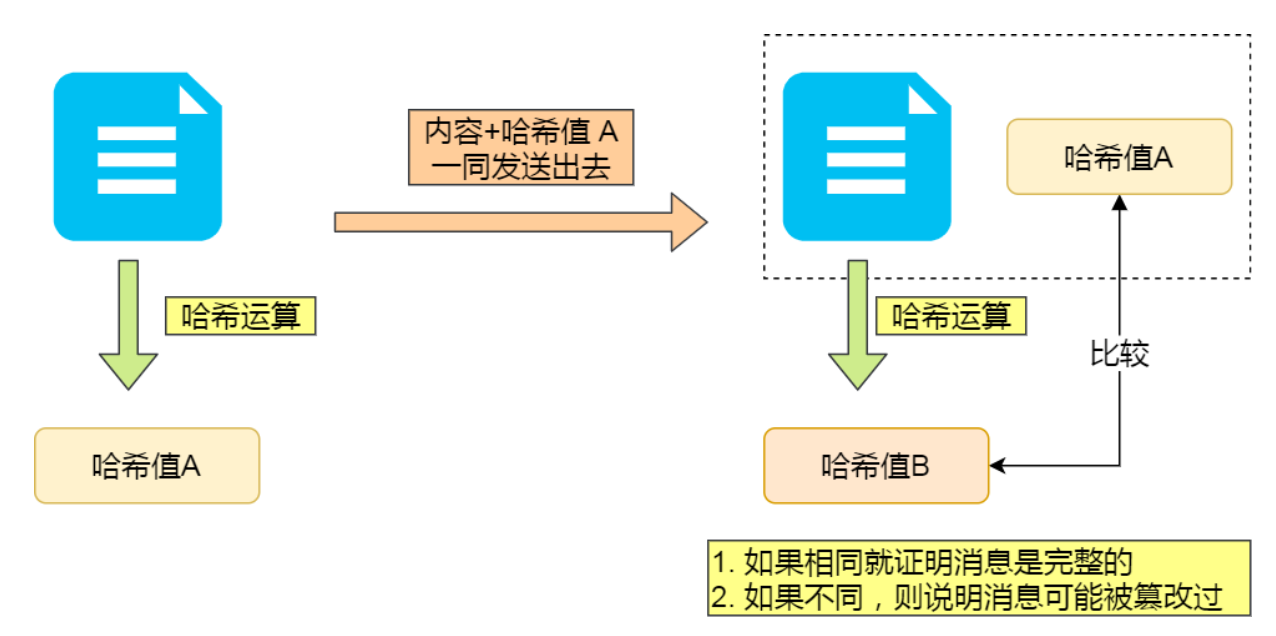 内容+哈希值 A
一同发送出去
哈希值A
哈希运算
哈希运算
比较
哈希值A
哈希值B
1. 如果相同就证明消息是完整的
2. 如果不同，则说明消息可能被篡改过